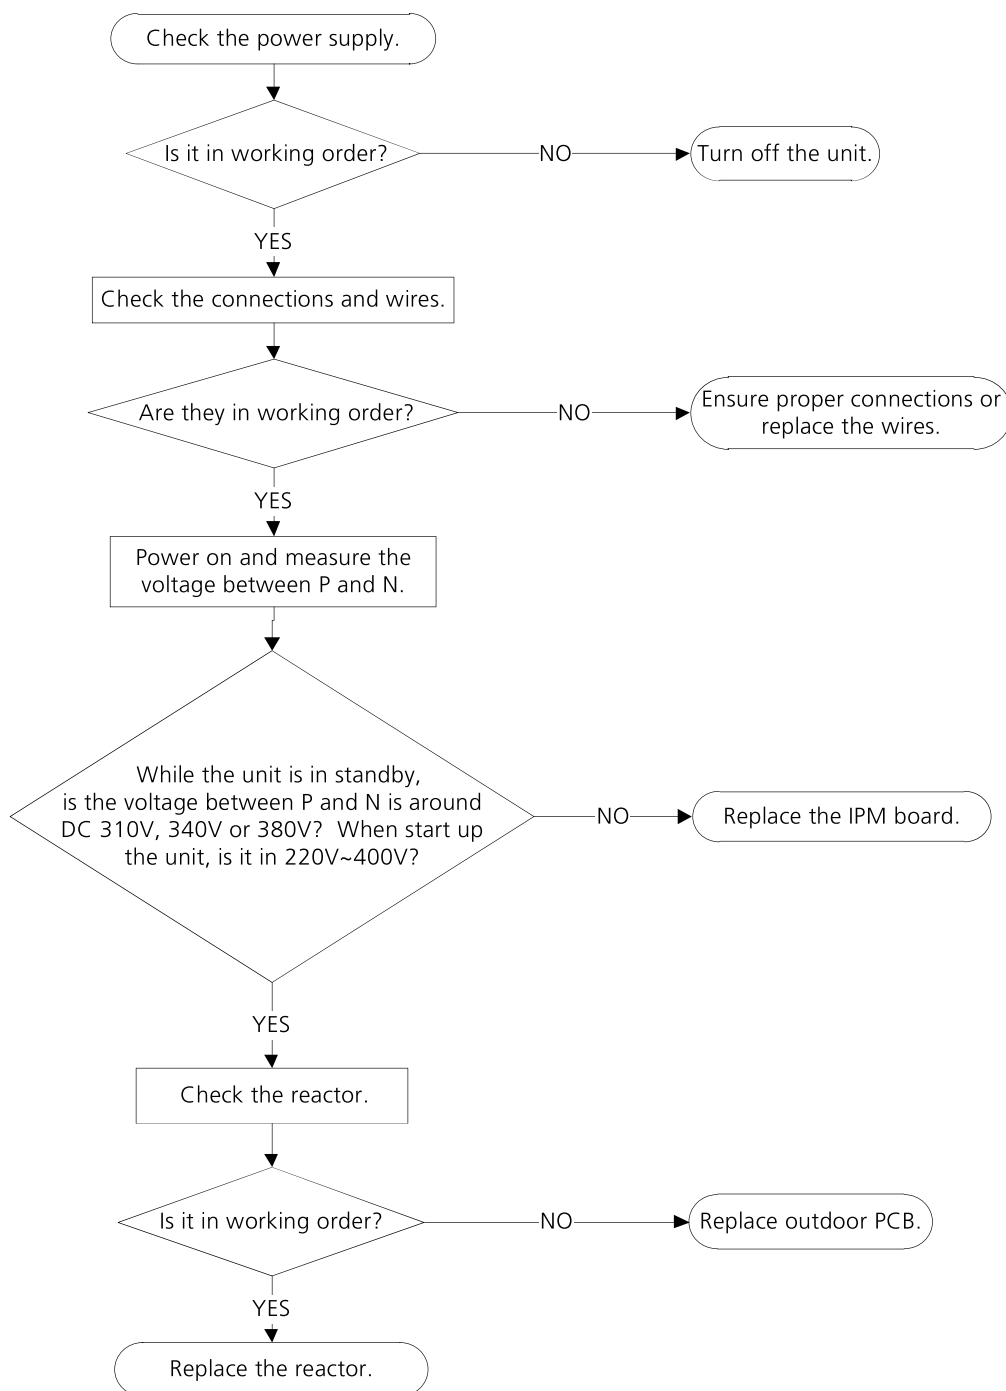 Check the power supply.
Is it in working order?
NO
Turn off the unit.
YES
Check the connections and wires.
Are they in working order?
NO
Ensure proper connections or
replace the wires.
YES
Power on and measure the
voltage between P and N.
While the unit is in standby,
is the voltage between P and N is around
DC 310V, 340V or 380V?  When start up
the unit, is it in 220V~400V?
NO
Replace the IPM board.
YES
Check the reactor.
Is it in working order?
NO
Replace outdoor PCB.
YES
Replace the reactor.